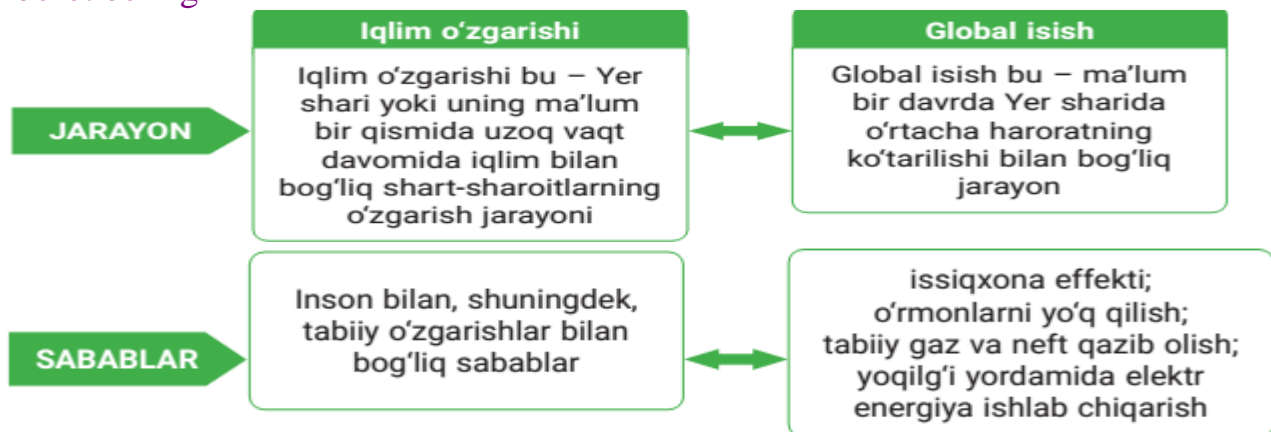 Iqlim o‘zgarishi
Global isish
JARAYON
Iqlim o‘zgarishi bu – Yer
shari yoki uning ma’lum
bir qismida uzoq vaqt
davomida iqlim bilan
bog‘liq shart-sharoitlarning
o‘zgarish jarayoni
Global isish bu – ma’lum
bir davrda Yer sharida
o‘rtacha haroratning
ko‘tarilishi bilan bog‘liq
jarayon
SABABLAR
Inson bilan, shuningdek,
tabiiy o‘zgarishlar bilan
bog‘liq sabablar
issiqxona effekti;
o‘rmonlarni yo‘q qilish;
tabiiy gaz va neft qazib olish;
yoqilg‘i yordamida elektr
energiya ishlab chiqarish